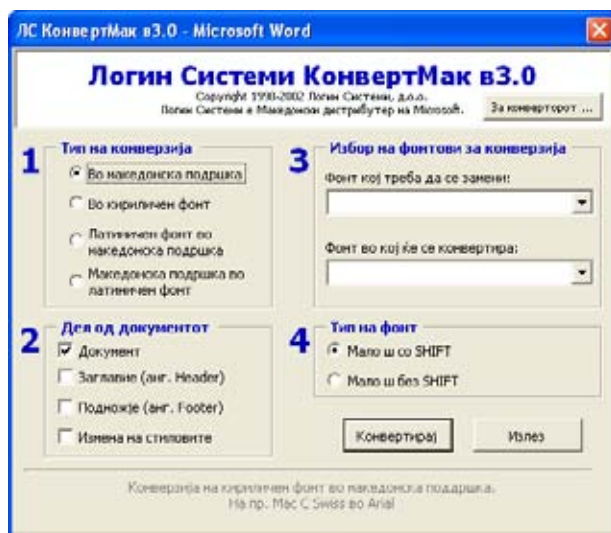 ЛС КонвертМак в3.0 - Microsoft Word
Логин Системи КонвертМак в3.0
Copyright 1990-2002 Логин Системи, д.о.о.
Логин Системи е Македонски дистрибутер на Microsoft.
За конверторот ...
1
Тип на конверзија
Во македонска подршка
Во кириличен фонт
Латиничен фонт во
македонска подршка
Македонска подршка во
латиничен фонт
3
Избор на фонтови за конверзија
Фонт кој треба да се замени:
Фонт во кој ќе се конвертира:
2
Дел од документот
Документ
Заглавие (анг. Header)
Подножје (анг. Footer)
Измена на стиловите
4
Тип на фонт
Мало ш со SHIFT
Мало ш без SHIFT
Конвертирај
Излез
Конверзија на кириличен фонт во македонска поддршка.
На пр. Mac C Swiss во Arial